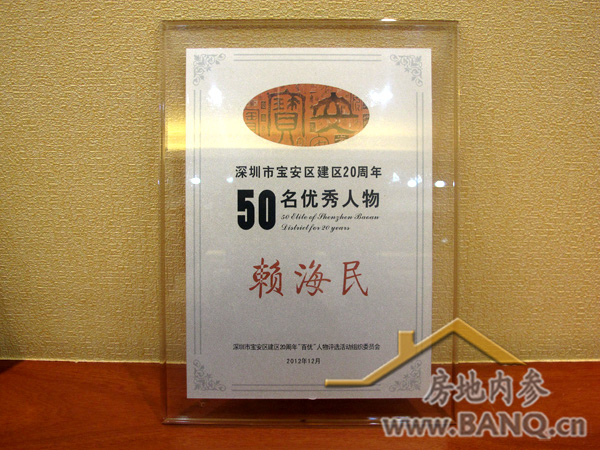 寳安
深圳市宝安区建区20周年
50名优秀人物
50 Elite of Shenzhen Baoan
District for 20 years
赖海民
深圳市宝安区建区20周年"百优"人物评选活动组织委员会
2012年12月
房地内参
www.BANQ.cn